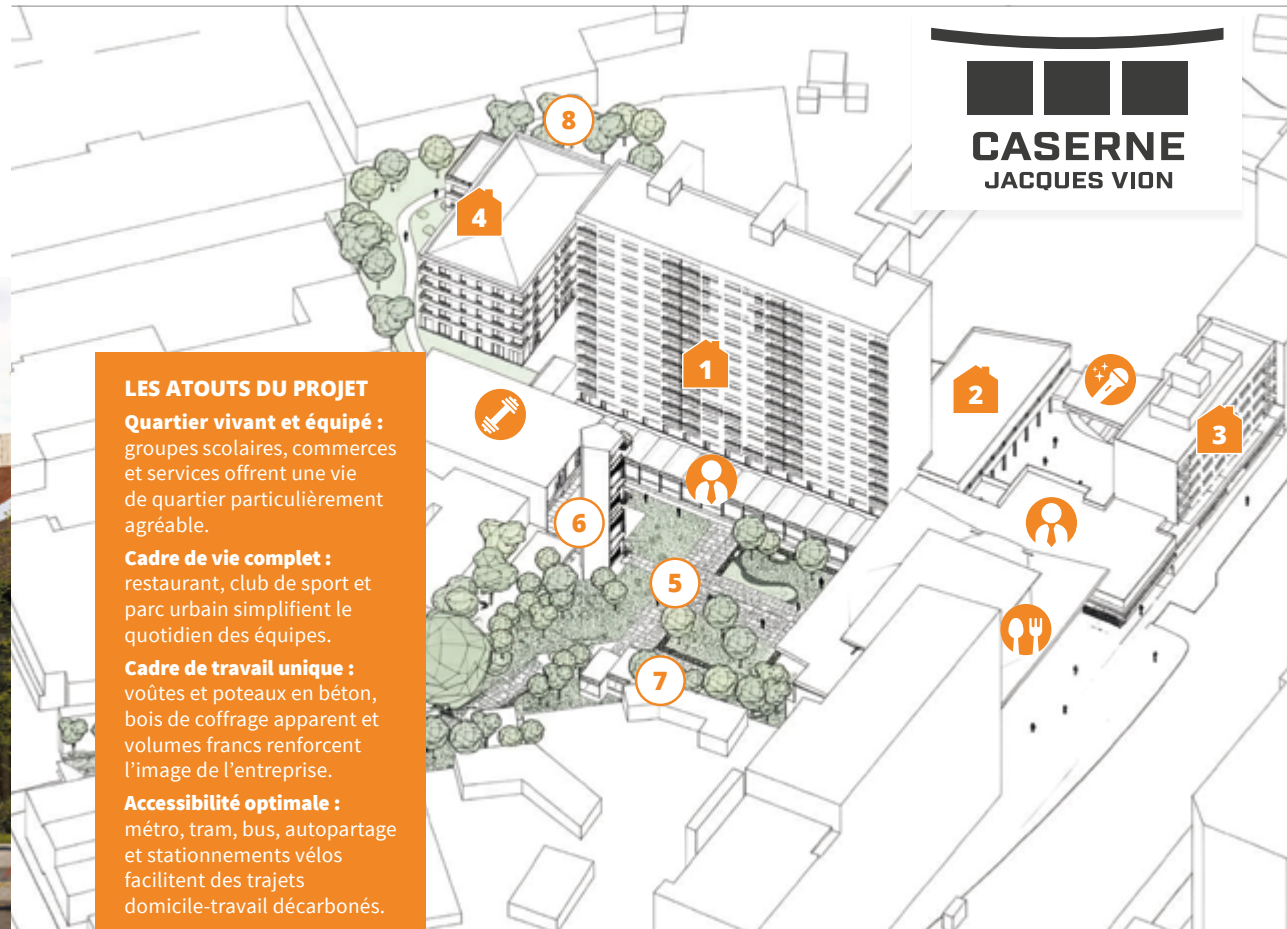 CASERNE
JACQUES VION
8
4
1
2
3
6
5
7
LES ATOUTS DU PROJET
Quartier vivant et équipé :
groupes scolaires, commerces
et services offrent une vie
de quartier particulièrement
agréable.
Cadre de vie complet :
restaurant, club de sport et
parc urbain simplifient le
quotidien des équipes.
Cadre de travail unique :
voûtes et poteaux en béton,
bois de coffrage apparent et
volumes francs renforcent
l’image de l’entreprise.
Accessibilité optimale :
métro, tram, bus, autopartage
et stationnements vélos
facilitent des trajets
domicile-travail décarbonés.